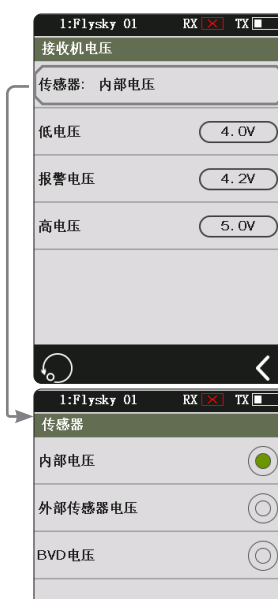 1:Flysky 01 RX TX
接收机电压
传感器: 内部电压
低电压 4.0V
报警电压 4.2V
高电压 5.0V
1:Flysky 01 RX TX
传感器
内部电压
外部传感器电压
BVD电压